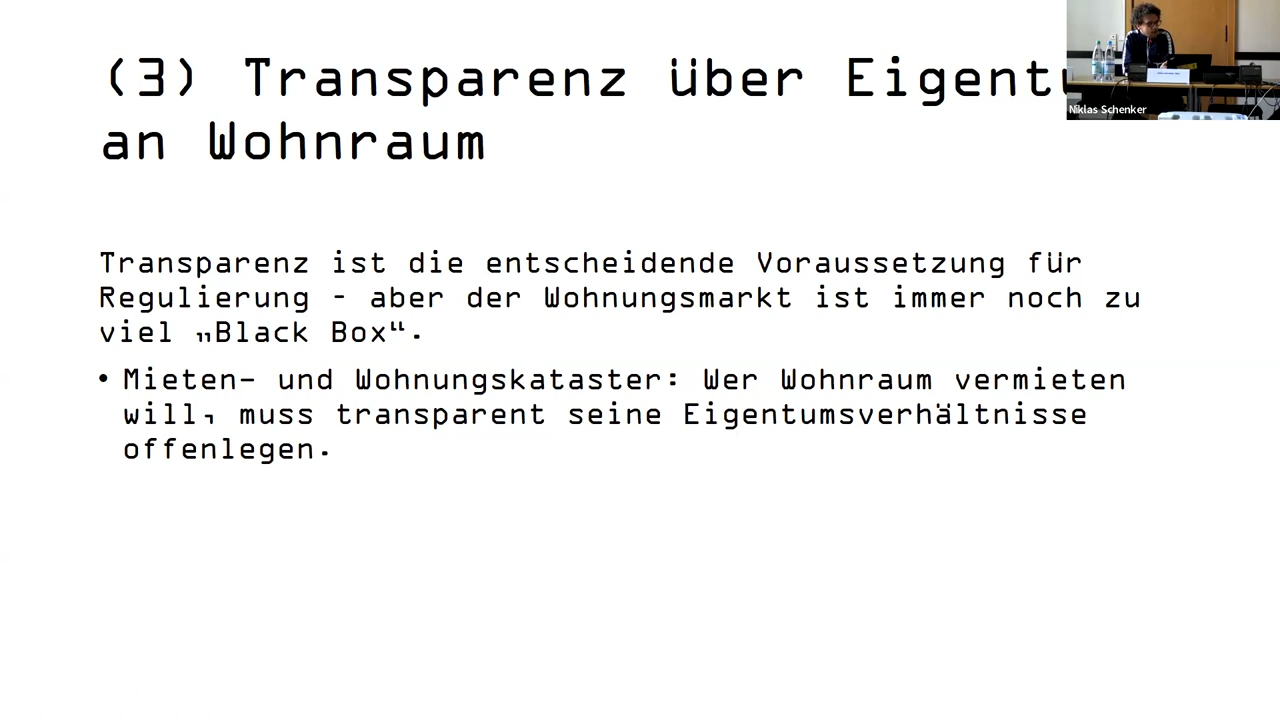 (3) Transparenz über
an Wohnraum
Niklas Schenker
Transparenz ist die entscheidende Voraussetzung für
Regulierung - aber der Wohnungsmarkt ist immer noch zu
viel „Black Box“.
• Mieten- und Wohnungskataster: Wer Wohnraum vermieten
will, muss transparent seine Eigentumsverhältnisse
offenlegen.